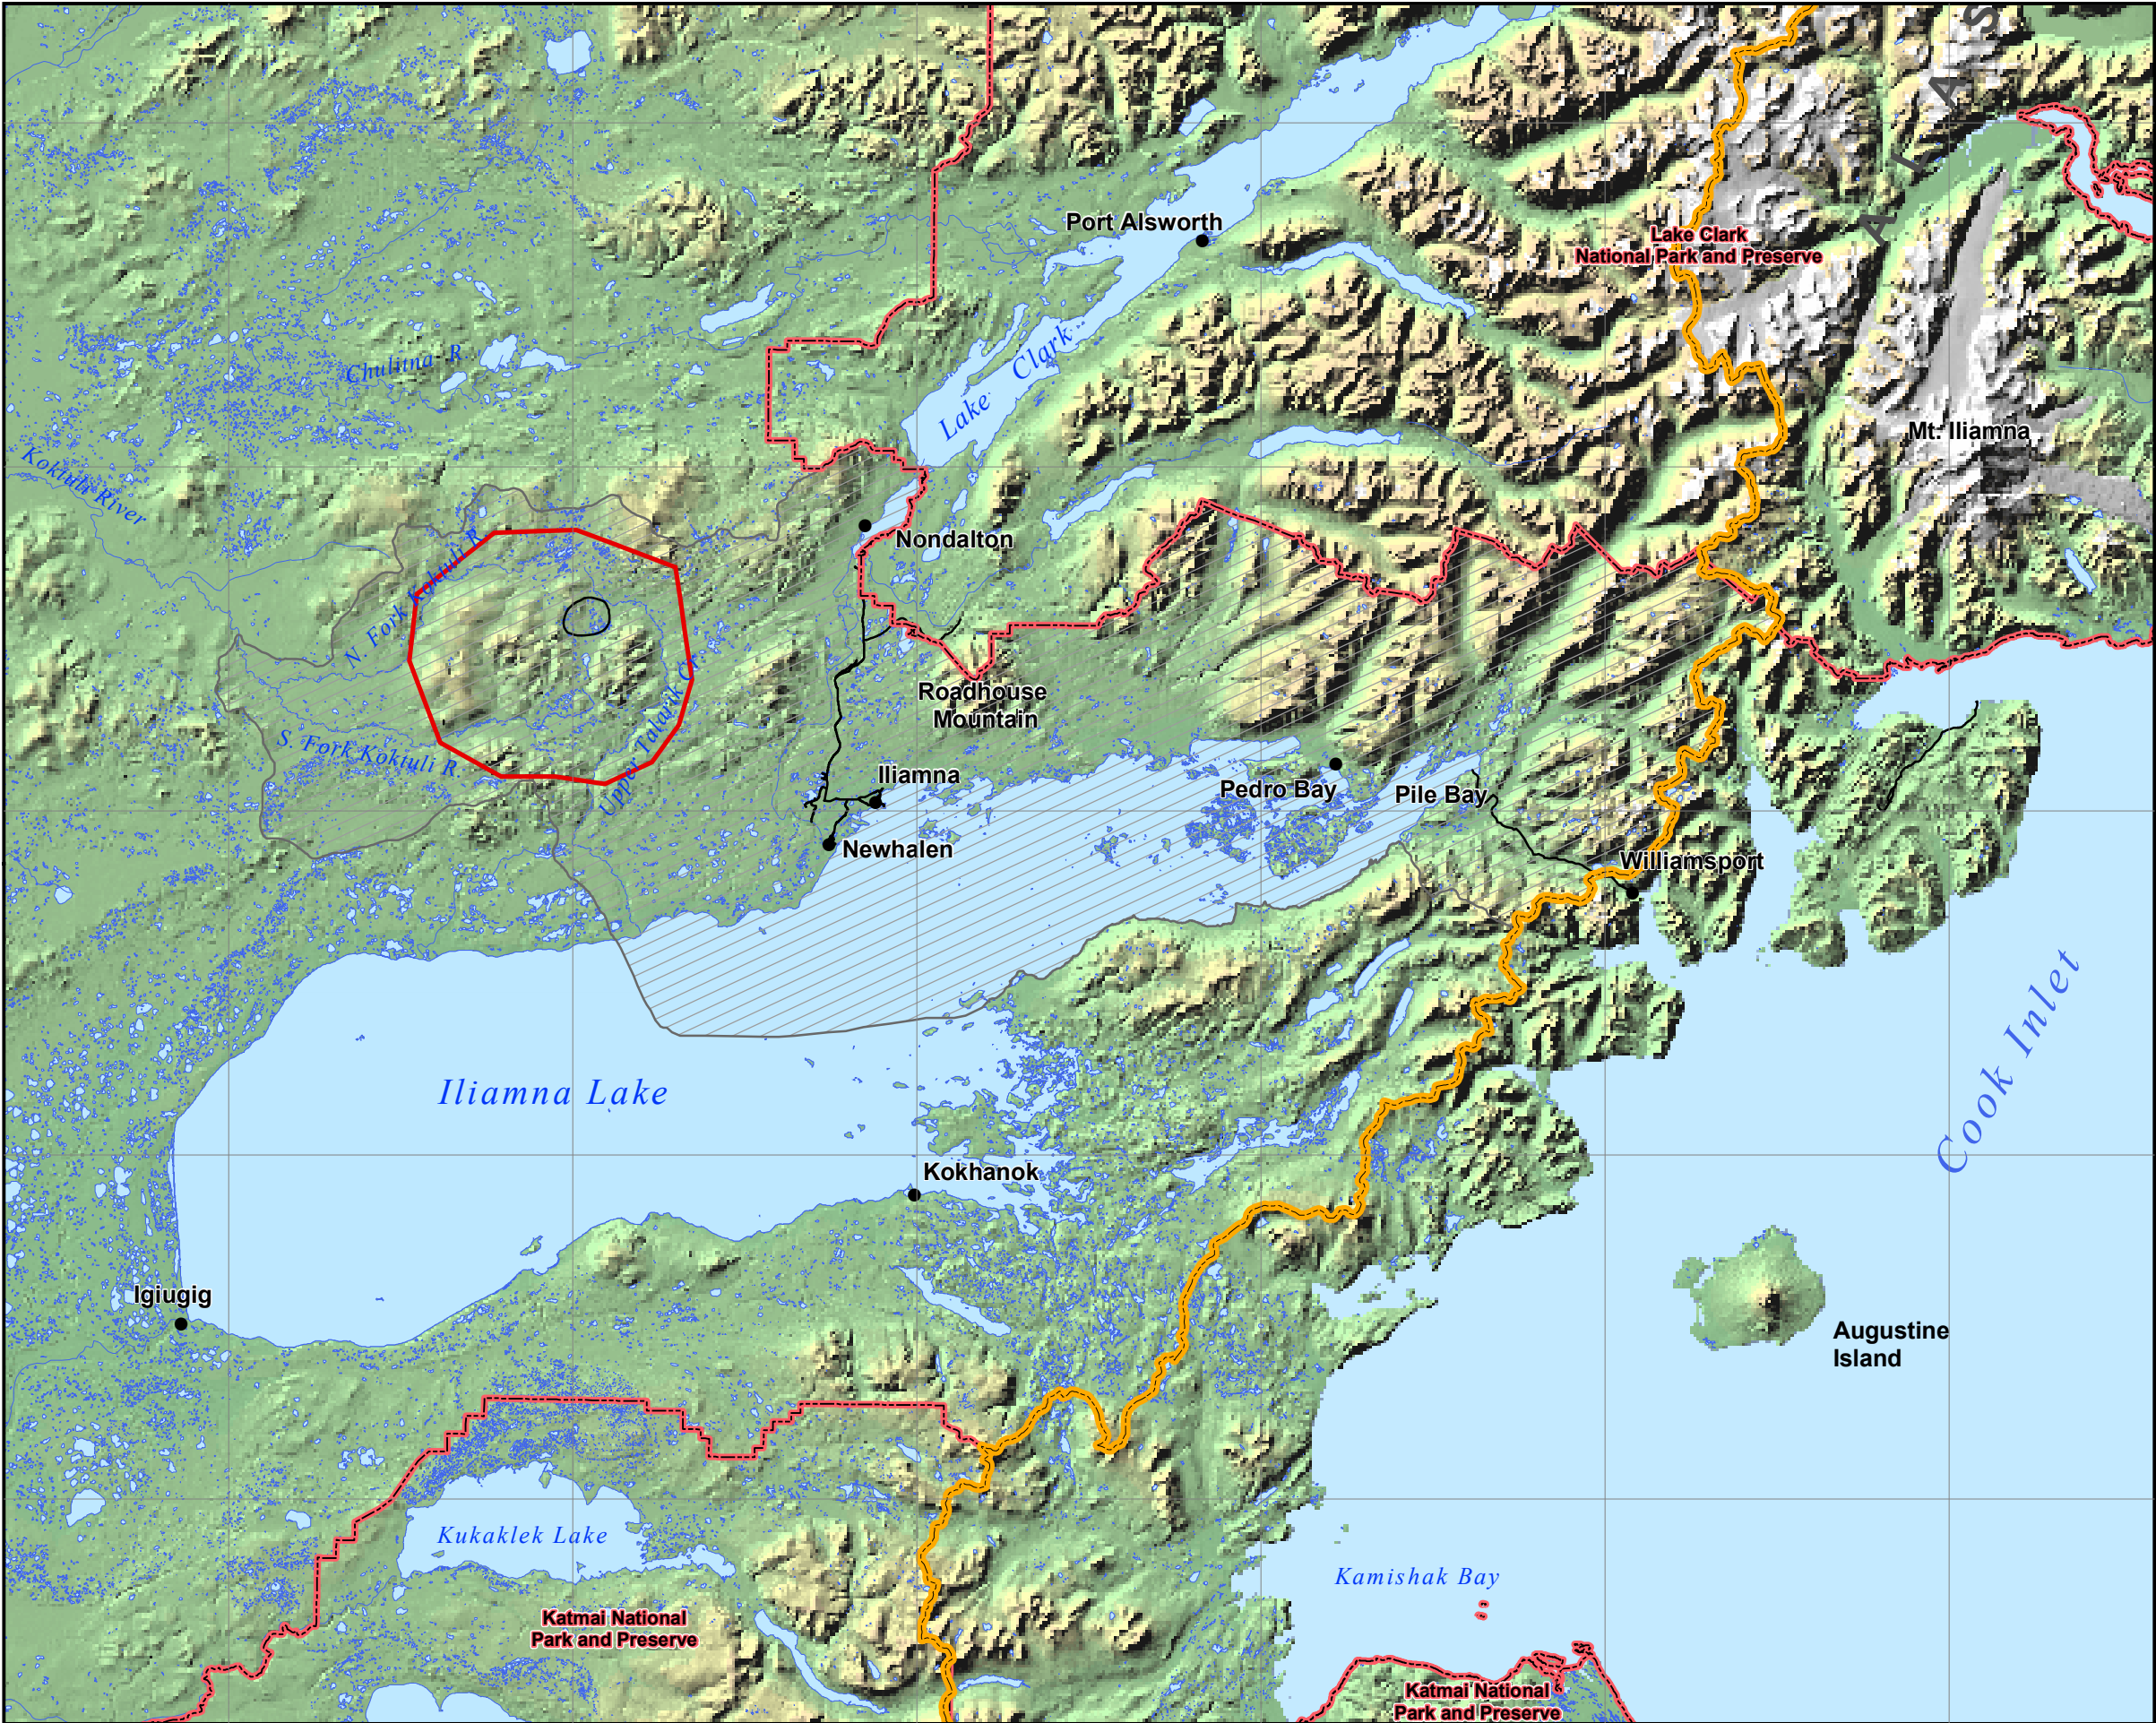 A L A S
Port Alsworth
Lake Clark
National Park and Preserve
Chulitna R
Lake Clark
Mt. Iliamna
Koktuli River
Nondalton
N. Fork Koktuli R.
Roadhouse
Mountain
Upper Talarik Cr.
S. Fork Koktuli R.
Iliamna
Pedro Bay
Pile Bay
Newhalen
Williamsport
Cook Inlet
Iliamna Lake
Kokhanok
Igiugig
Augustine
Island
Kukaklek Lake
Kamishak Bay
Katmai National
Park and Preserve
Katmai National
Park and Preserve